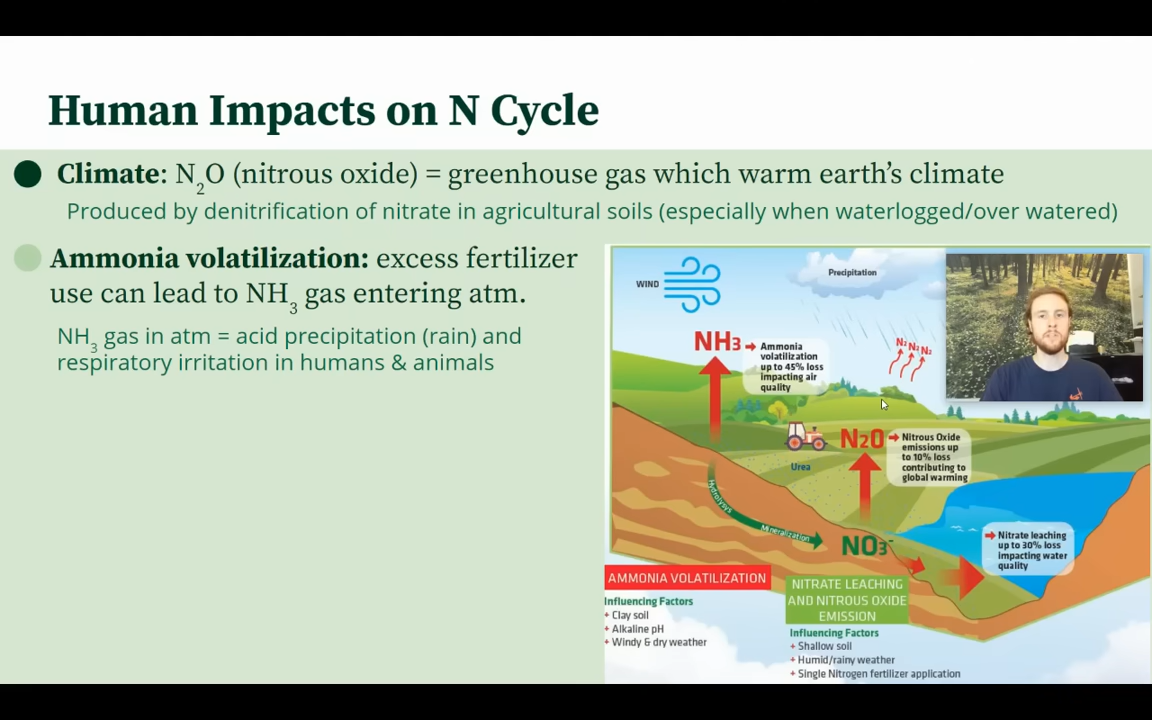 Human Impacts on N Cycle
Climate: N₂O (nitrous oxide) = greenhouse gas which warm earth’s climate
Produced by denitrification of nitrate in agricultural soils (especially when waterlogged/over watered)
Ammonia volatilization: excess fertilizer
use can lead to NH₃ gas entering atm.
NH₃ gas in atm = acid precipitation (rain) and
respiratory irritation in humans & animals
WIND
Precipitation
NH₃
Ammonia
volatilization
up to 45% loss
impacting air
quality
N₂ N₂ N₂
Urea
N₂O
Nitrous Oxide
emissions up
to 10% loss
contributing to
global warming
Hydrolysys
Mineralization
NO₃⁻
Nitrate leaching
up to 30% loss
impacting water
quality
AMMONIA VOLATILIZATION
Influencing Factors
+ Clay soil
+ Alkaline pH
+ Windy & dry weather
NITRATE LEACHING
AND NITROUS OXIDE
EMISSION
Influencing Factors
+ Shallow soil
+ Humid/rainy weather
+ Single Nitrogen fertilizer application